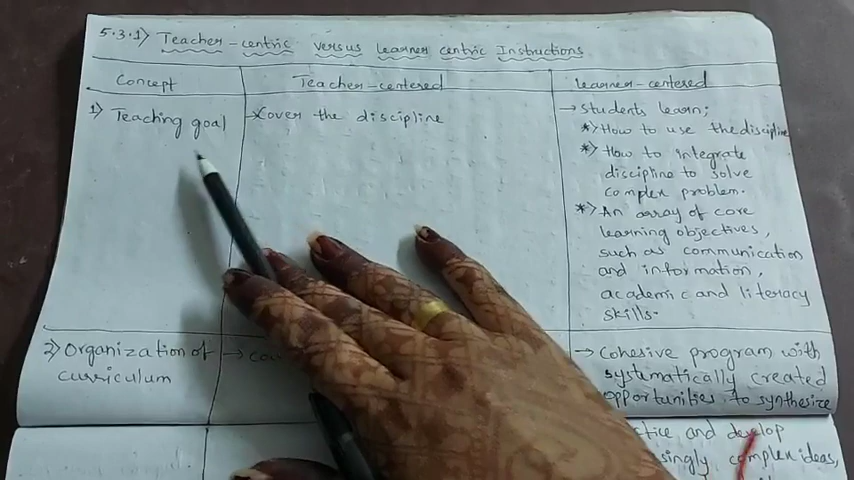 5.3.1) Teacher-centric versus learner centric Instructions
Concept
Teacher-centered
learner-centered
1) Teaching goal
→ Cover the discipline
→ Students learn;
*) How to use the discipline
*) How to integrate
discipline to solve
complex problem.
*) An array of core
learning objectives,
such as communication
and information,
academic and literacy
skills.
2) Organization of
curriculum
→
→ Cohesive program with
systematically created
opportunities to synthesize
and develop
complex ideas,